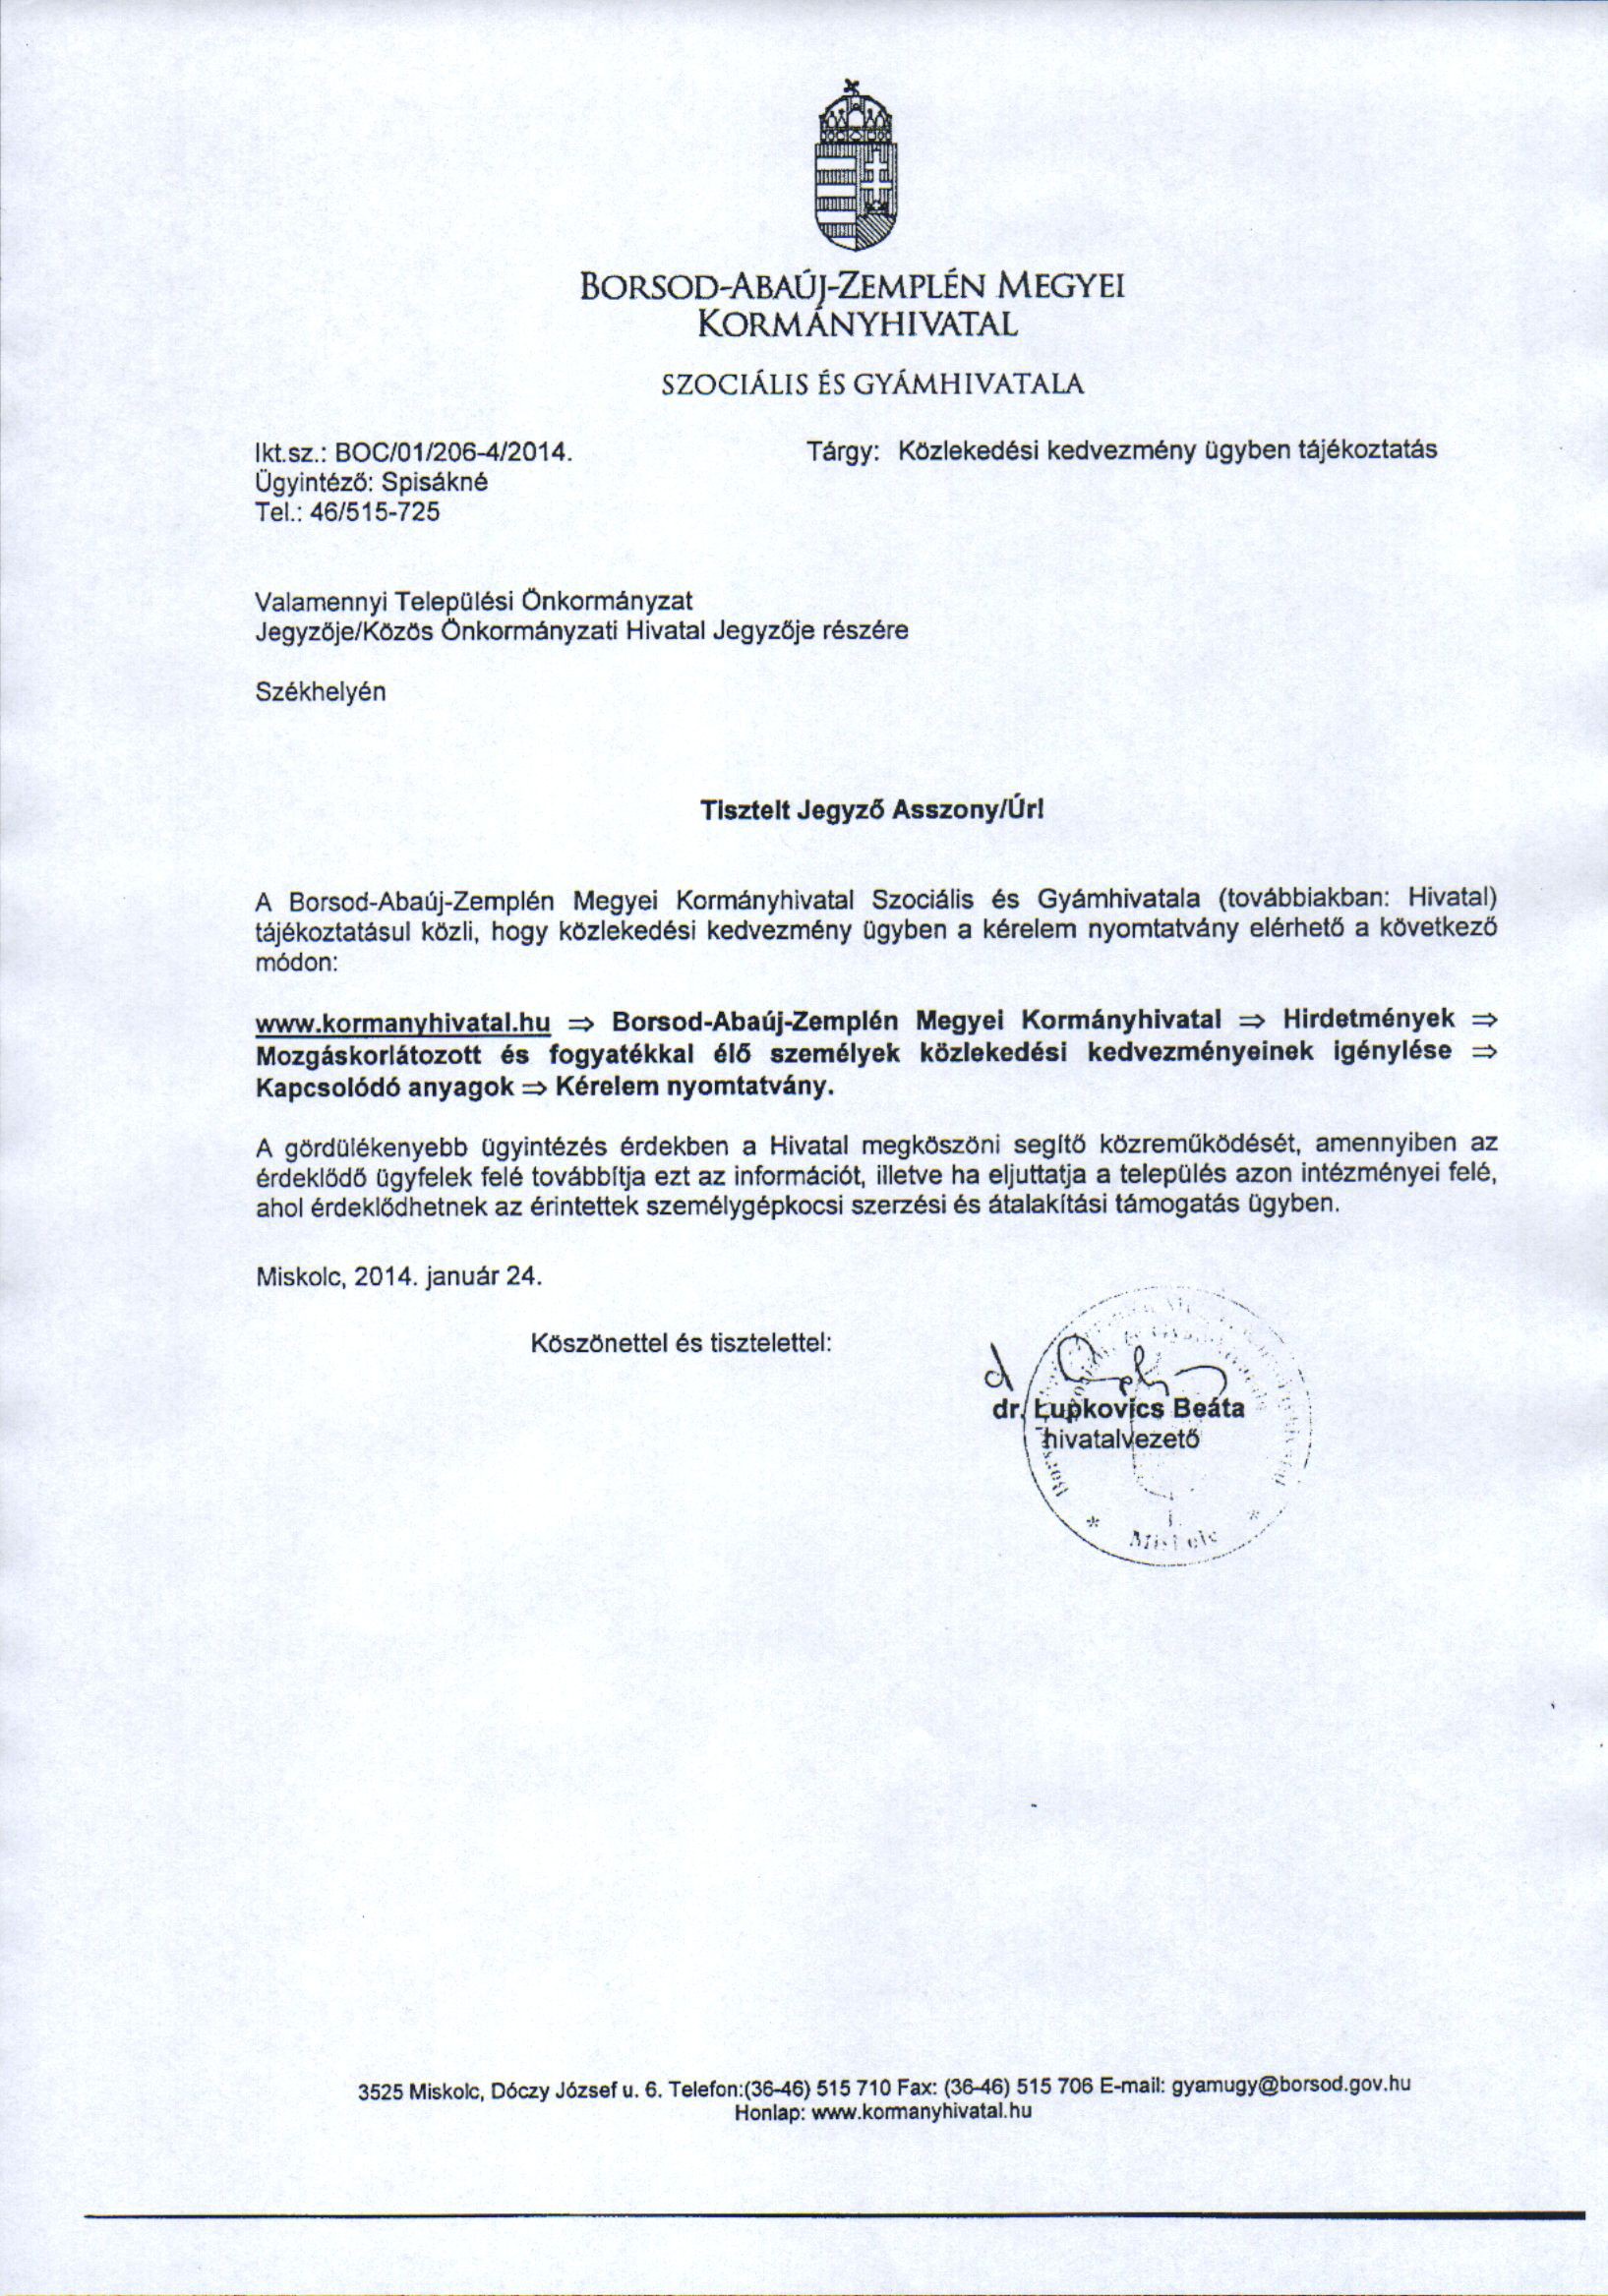 BORSOD-ABAÚJ-ZEMPLÉN MEGYEI
KORMÁNYHIVATAL
SZOCIÁLIS ÉS GYÁMHIVATALA
Ikt.sz.: BOC/01/206-4/2014.
Tárgy: Közlekedési kedvezmény ügyben tájékoztatás
Ügyintéző: Spisákné
Tel.: 46/515-725
Valamennyi Települési Önkormányzat
Jegyzője/Közös Önkormányzati Hivatal Jegyzője részére
Székhelyén
Tisztelt Jegyző Asszony/Úr!
A Borsod-Abaúj-Zemplén Megyei Kormányhivatal Szociális és Gyámhivatala (továbbiakban: Hivatal)
tájékoztatásul közli, hogy közlekedési kedvezmény ügyben a kérelem nyomtatvány elérhető a következő
módon:
www.kormanyhivatal.hu ⇒ Borsod-Abaúj-Zemplén Megyei Kormányhivatal ⇒ Hirdetmények ⇒
Mozgáskorlátozott és fogyatékkal élő személyek közlekedési kedvezményeinek igénylése ⇒
Kapcsolódó anyagok ⇒ Kérelem nyomtatvány.
A gördülékenyebb ügyintézés érdekben a Hivatal megköszöni segítő közreműködését, amennyiben az
érdeklődő ügyfelek felé továbbítja ezt az információt, illetve ha eljuttatja a település azon intézményei felé,
ahol érdeklődhetnek az érintettek személygépkocsi szerzési és átalakítási támogatás ügyben.
Miskolc, 2014. január 24.
Köszönettel és tisztelettel:
dr. Lupkovics Beáta
hivatalvezető
Miskolc
3525 Miskolc, Dóczy József u. 6. Telefon:(36-46) 515 710 Fax: (36-46) 515 706 E-mail: gyamugy@borsod.gov.hu
Honlap: www.kormanyhivatal.hu